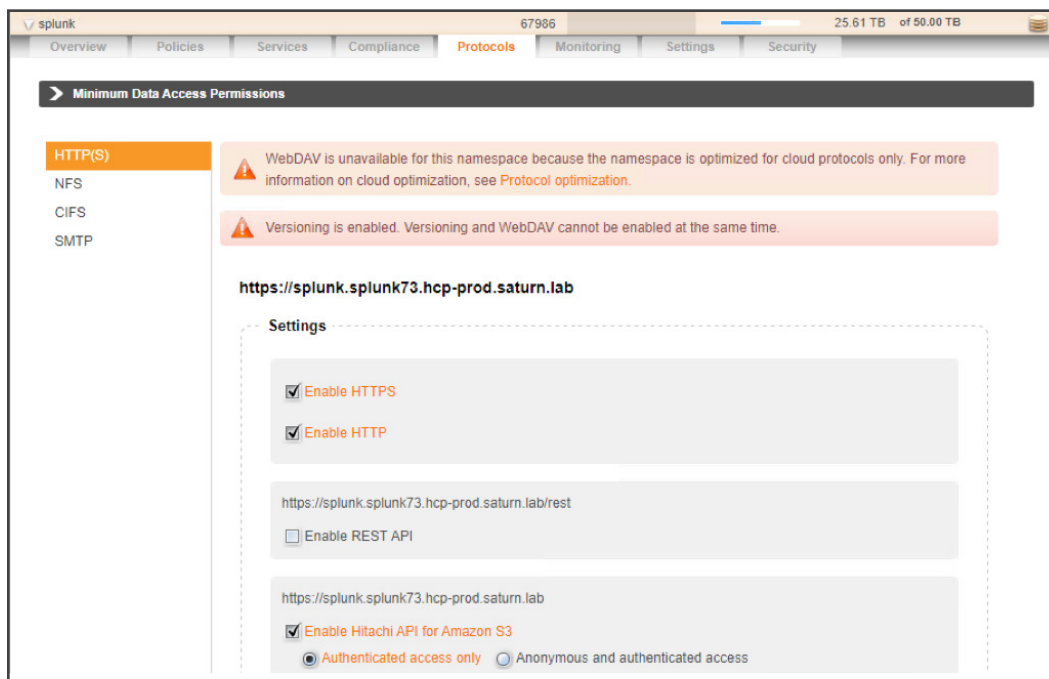 splunk 67986 25.61 TB of 50.00 TB
Overview Policies Services Compliance Protocols Monitoring Settings Security
Minimum Data Access Permissions
HTTP(S)
NFS
CIFS
SMTP
WebDAV is unavailable for this namespace because the namespace is optimized for cloud protocols only. For more
information on cloud optimization, see Protocol optimization.
Versioning is enabled. Versioning and WebDAV cannot be enabled at the same time.
https://splunk.splunk73.hcp-prod.saturn.lab
Settings
Enable HTTPS
Enable HTTP
https://splunk.splunk73.hcp-prod.saturn.lab/rest
Enable REST API
https://splunk.splunk73.hcp-prod.saturn.lab
Enable Hitachi API for Amazon S3
Authenticated access only Anonymous and authenticated access